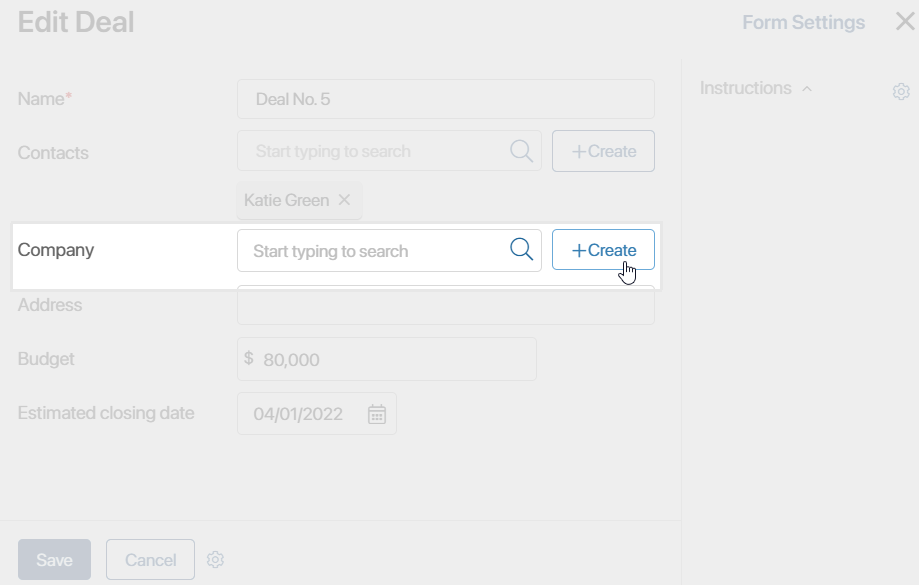 Edit Deal
Form Settings
Name*
Deal No. 5
Instructions
Contacts
Start typing to search
+Create
Katie Green
Company
Start typing to search
+Create
Address
Budget
$ 80,000
Estimated closing date
04/01/2022
Save
Cancel